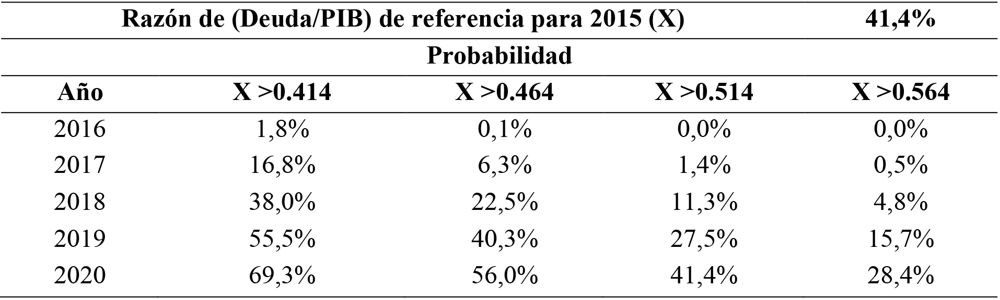 Razón de (Deuda/PIB) de referencia para 2015 (X) 41,4%
Probabilidad
Año X >0.414 X >0.464 X >0.514 X >0.564
2016 1,8% 0,1% 0,0% 0,0%
2017 16,8% 6,3% 1,4% 0,5%
2018 38,0% 22,5% 11,3% 4,8%
2019 55,5% 40,3% 27,5% 15,7%
2020 69,3% 56,0% 41,4% 28,4%